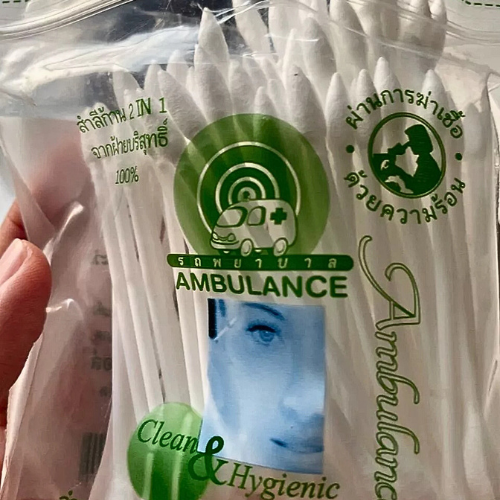 สำลีก้าน 2 IN 1
จากฝ้ายบริสุทธิ์
100%
ผ่านการฆ่าเชื้อ
ด้วยความร้อน
รถพยาบาล
AMBULANCE
Ambulanc
Clean
&
Hygienic